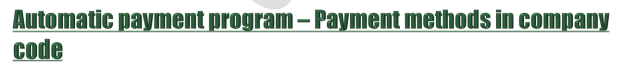 Automatic payment program – Payment methods in company
code